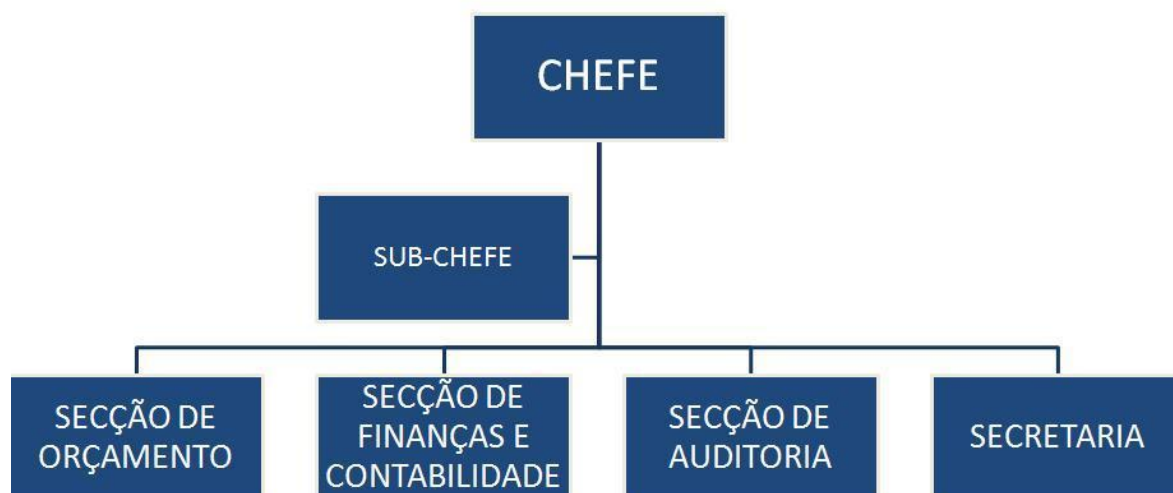 CHEFE
SUB-CHEFE
SECÇÃO DE
ORÇAMENTO
SECÇÃO DE
FINANÇAS E
CONTABILIDADE
SECÇÃO DE
AUDITORIA
SECRETARIA